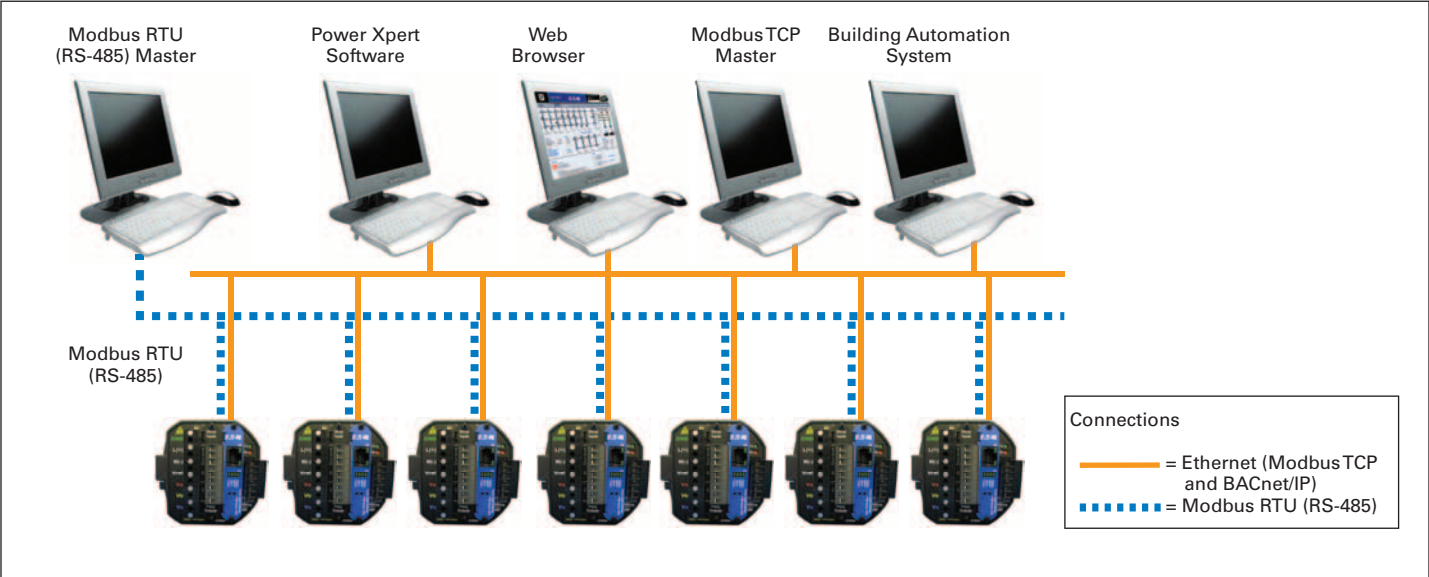 Modbus RTU
(RS-485) Master
Power Xpert
Software
Web
Browser
Modbus TCP
Master
Building Automation
System
Modbus RTU
(RS-485)
Connections
= Ethernet (Modbus TCP
and BACnet/IP)
= Modbus RTU (RS-485)